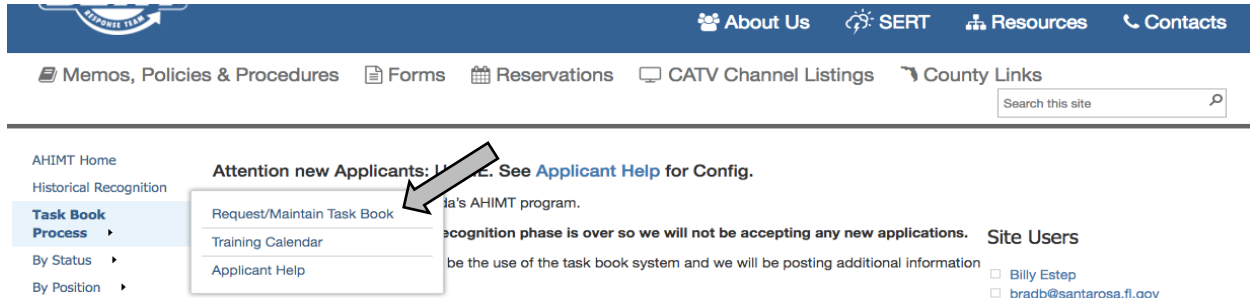 RESPONSE TEAM
About Us SERT Resources Contacts
Memos, Policies & Procedures Forms Reservations CATV Channel Listings County Links
Search this site
AHIMT Home
Historical Recognition
Task Book
Process
By Status
By Position
Attention new Applicants: See Applicant Help for Config.
Request/Maintain Task Book
Training Calendar
Applicant Help
da's AHIMT program.
ecognition phase is over so we will not be accepting any new applications.
be the use of the task book system and we will be posting additional information
Site Users
Billy Estep
bradb@santarosa.fl.gov